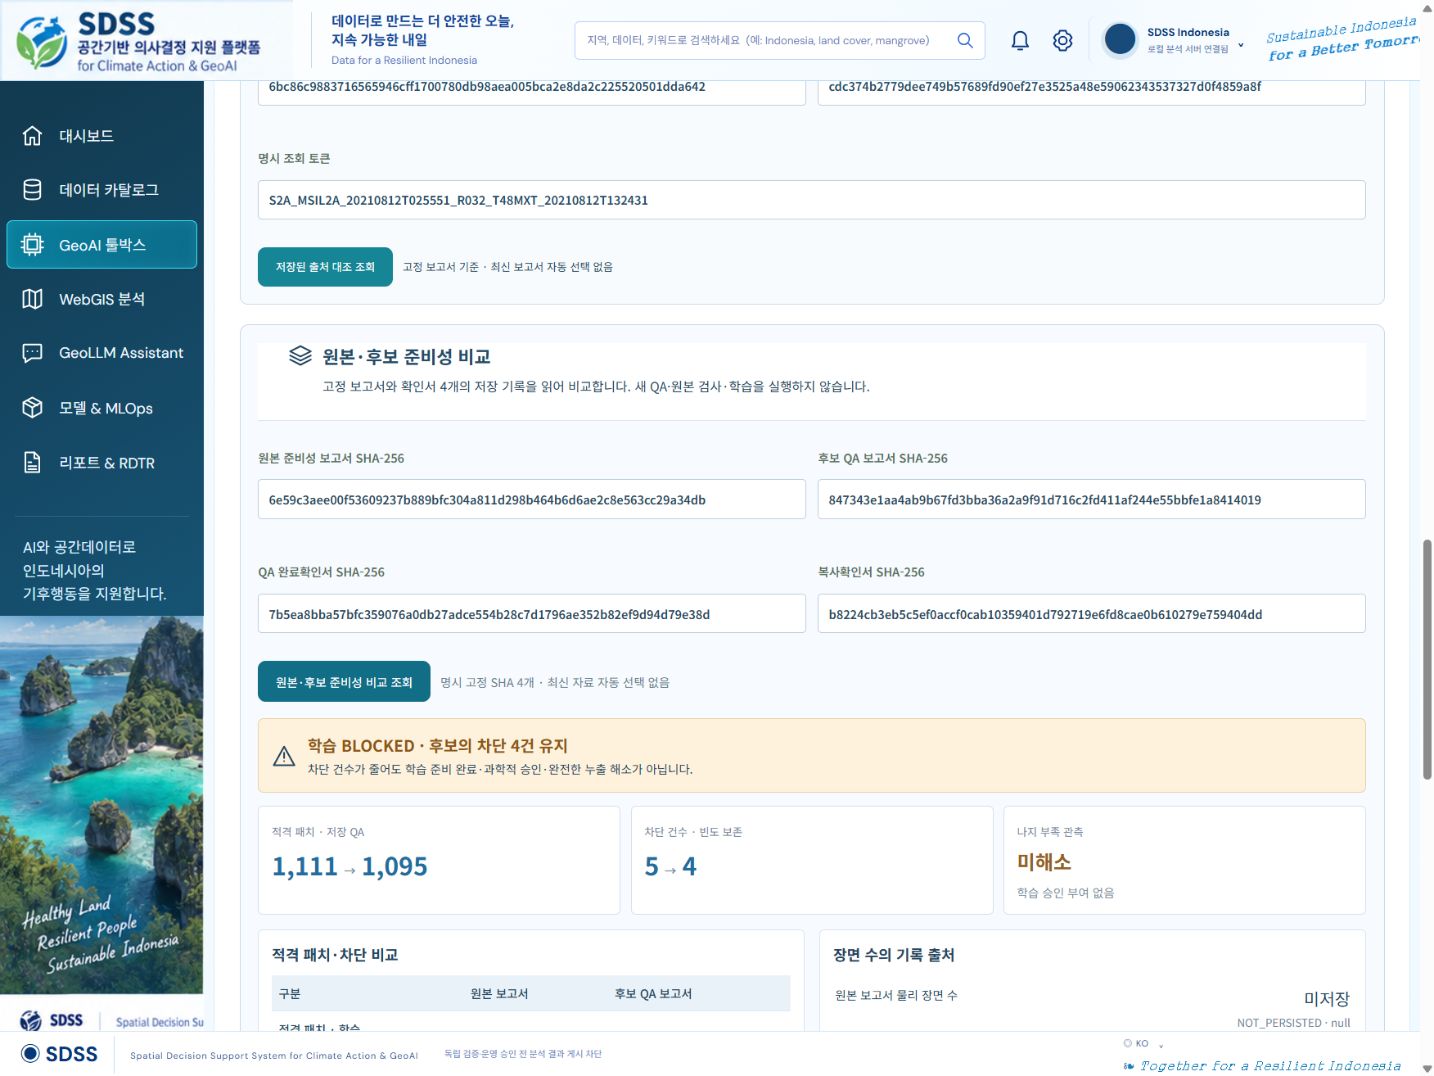 SDSS
공간기반 의사결정 지원 플랫폼
for Climate Action & GeoAI
데이터로 만드는 더 안전한 오늘,
지속 가능한 내일
Data for a Resilient Indonesia
지역, 데이터, 키워드로 검색하세요 (예: Indonesia, land cover, mangrove)
SDSS Indonesia
로컬 분석 서버 연결됨
Sustainable Indonesia
for a Better Tomorr
대시보드
데이터 카탈로그
GeoAI 툴박스
WebGIS 분석
GeoLLM Assistant
모델 & MLOps
리포트 & RDTR
AI와 공간데이터로
인도네시아의
기후행동을 지원합니다.
Healthy Land
Resilient People
Sustainable Indonesia
SDSS
Spatial Decision Su
6bc86c9883716565946cff1700780db98aea005bca2e8da2c225520501dda642
cdc374b2779dee749b57689fd90ef27e3525a48e59062343537327d0f4859a8f
명시 조회 토큰
S2A_MSIL2A_20210812T025551_R032_T48MXT_20210812T132431
저장된 출처 대조 조회
고정 보고서 기준 · 최신 보고서 자동 선택 없음
원본·후보 준비성 비교
고정 보고서와 확인서 4개의 저장 기록을 읽어 비교합니다. 새 QA·원본 검사·학습을 실행하지 않습니다.
원본 준비성 보고서 SHA-256
후보 QA 보고서 SHA-256
6e59c3aee00f53609237b889bfc304a811d298b464b6d6ae2c8e563cc29a34db
847343e1aa4ab9b67fd3bba36a2a9f91d716c2fd411af244e55bbfe1a8414019
QA 완료확인서 SHA-256
복사확인서 SHA-256
7b5ea8bba57bfc359076a0db27adce554b28c7d1796ae352b82ef9d94d79e38d
b8224cb3eb5c5ef0accf0cab10359401d792719e6fd8cae0b610279e759404dd
원본·후보 준비성 비교 조회
명시 고정 SHA 4개 · 최신 자료 자동 선택 없음
학습 BLOCKED · 후보의 차단 4건 유지
차단 건수가 줄어도 학습 준비 완료·과학적 승인·완전한 누출 해소가 아닙니다.
적격 패치 · 저장 QA
1,111 → 1,095
차단 건수 · 빈도 보존
5 → 4
나지 부족 관측
미해소
학습 승인 부여 없음
적격 패치·차단 비교
구분
원본 보고서
후보 QA 보고서
적격 패치 · 학습
장면 수의 기록 출처
원본 보고서 물리 장면 수
미저장
NOT_PERSISTED · null
SDSS
Spatial Decision Support System for Climate Action & GeoAI
독립 검증·운영 승인 전 분석 결과 게시 차단
KO
Together for a Resilient Indonesia